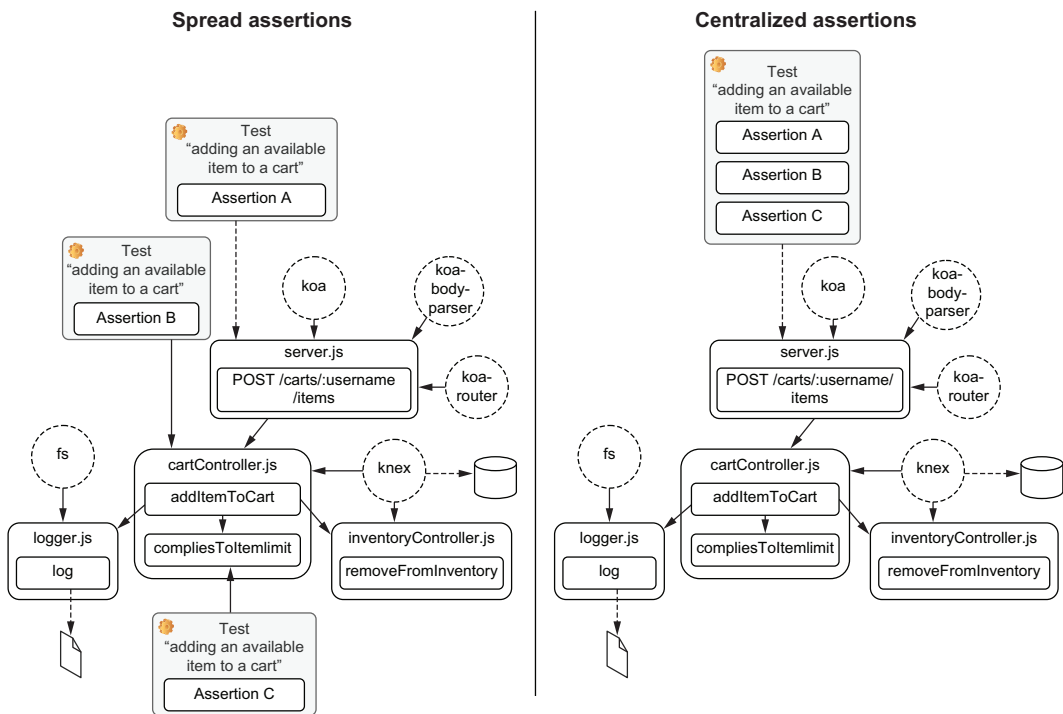 Spread assertions
Test
“adding an available
item to a cart”
Assertion A
Test
“adding an available
item to a cart”
Assertion B
koa
koa-
body-
parser
server.js
POST /carts/:username
/items
koa-
router
fs
cartController.js
addItemToCart
compliesToItemlimit
knex
logger.js
log
inventoryController.js
removeFromInventory
Test
“adding an available
item to a cart”
Assertion C
Centralized assertions
Test
“adding an available
item to a cart”
Assertion A
Assertion B
Assertion C
koa
koa-
body-
parser
server.js
POST /carts/:username/
items
koa-
router
fs
cartController.js
addItemToCart
compliesToItemlimit
knex
logger.js
log
inventoryController.js
removeFromInventory